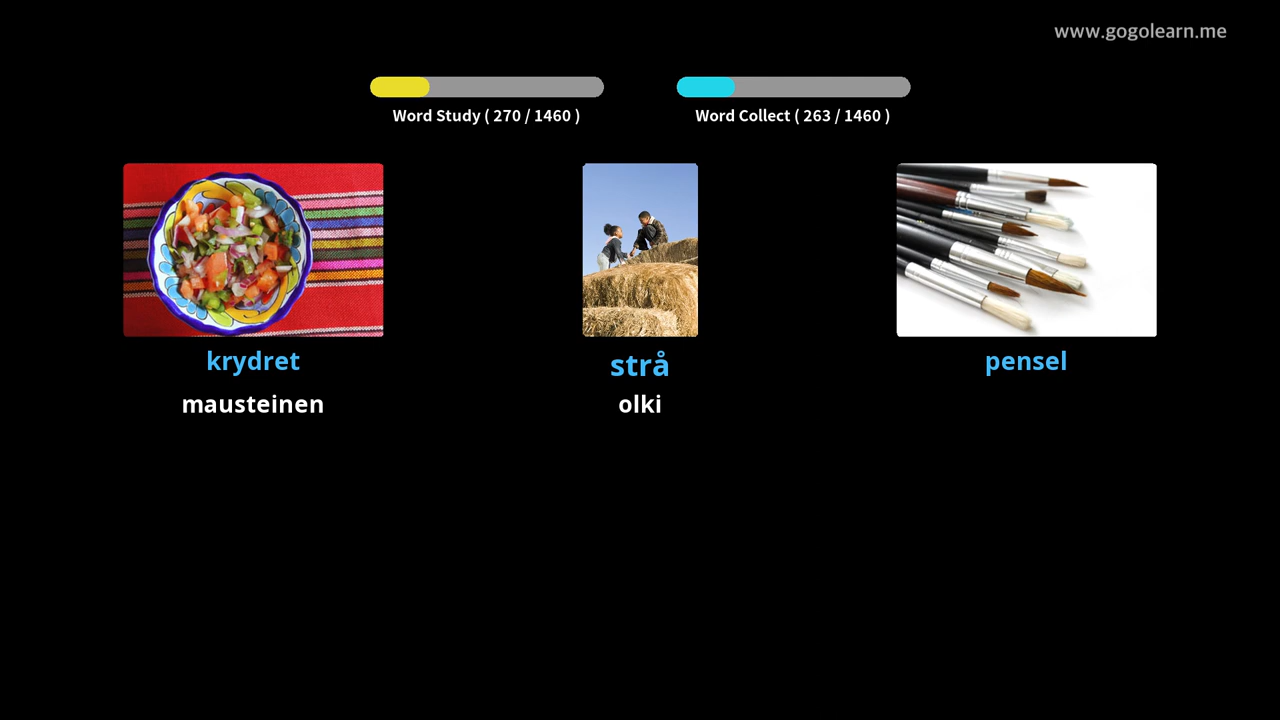 www.gogolearn.me
Word Study ( 270 / 1460 )
Word Collect ( 263 / 1460 )
krydret
strå
pensel
mausteinen
olki